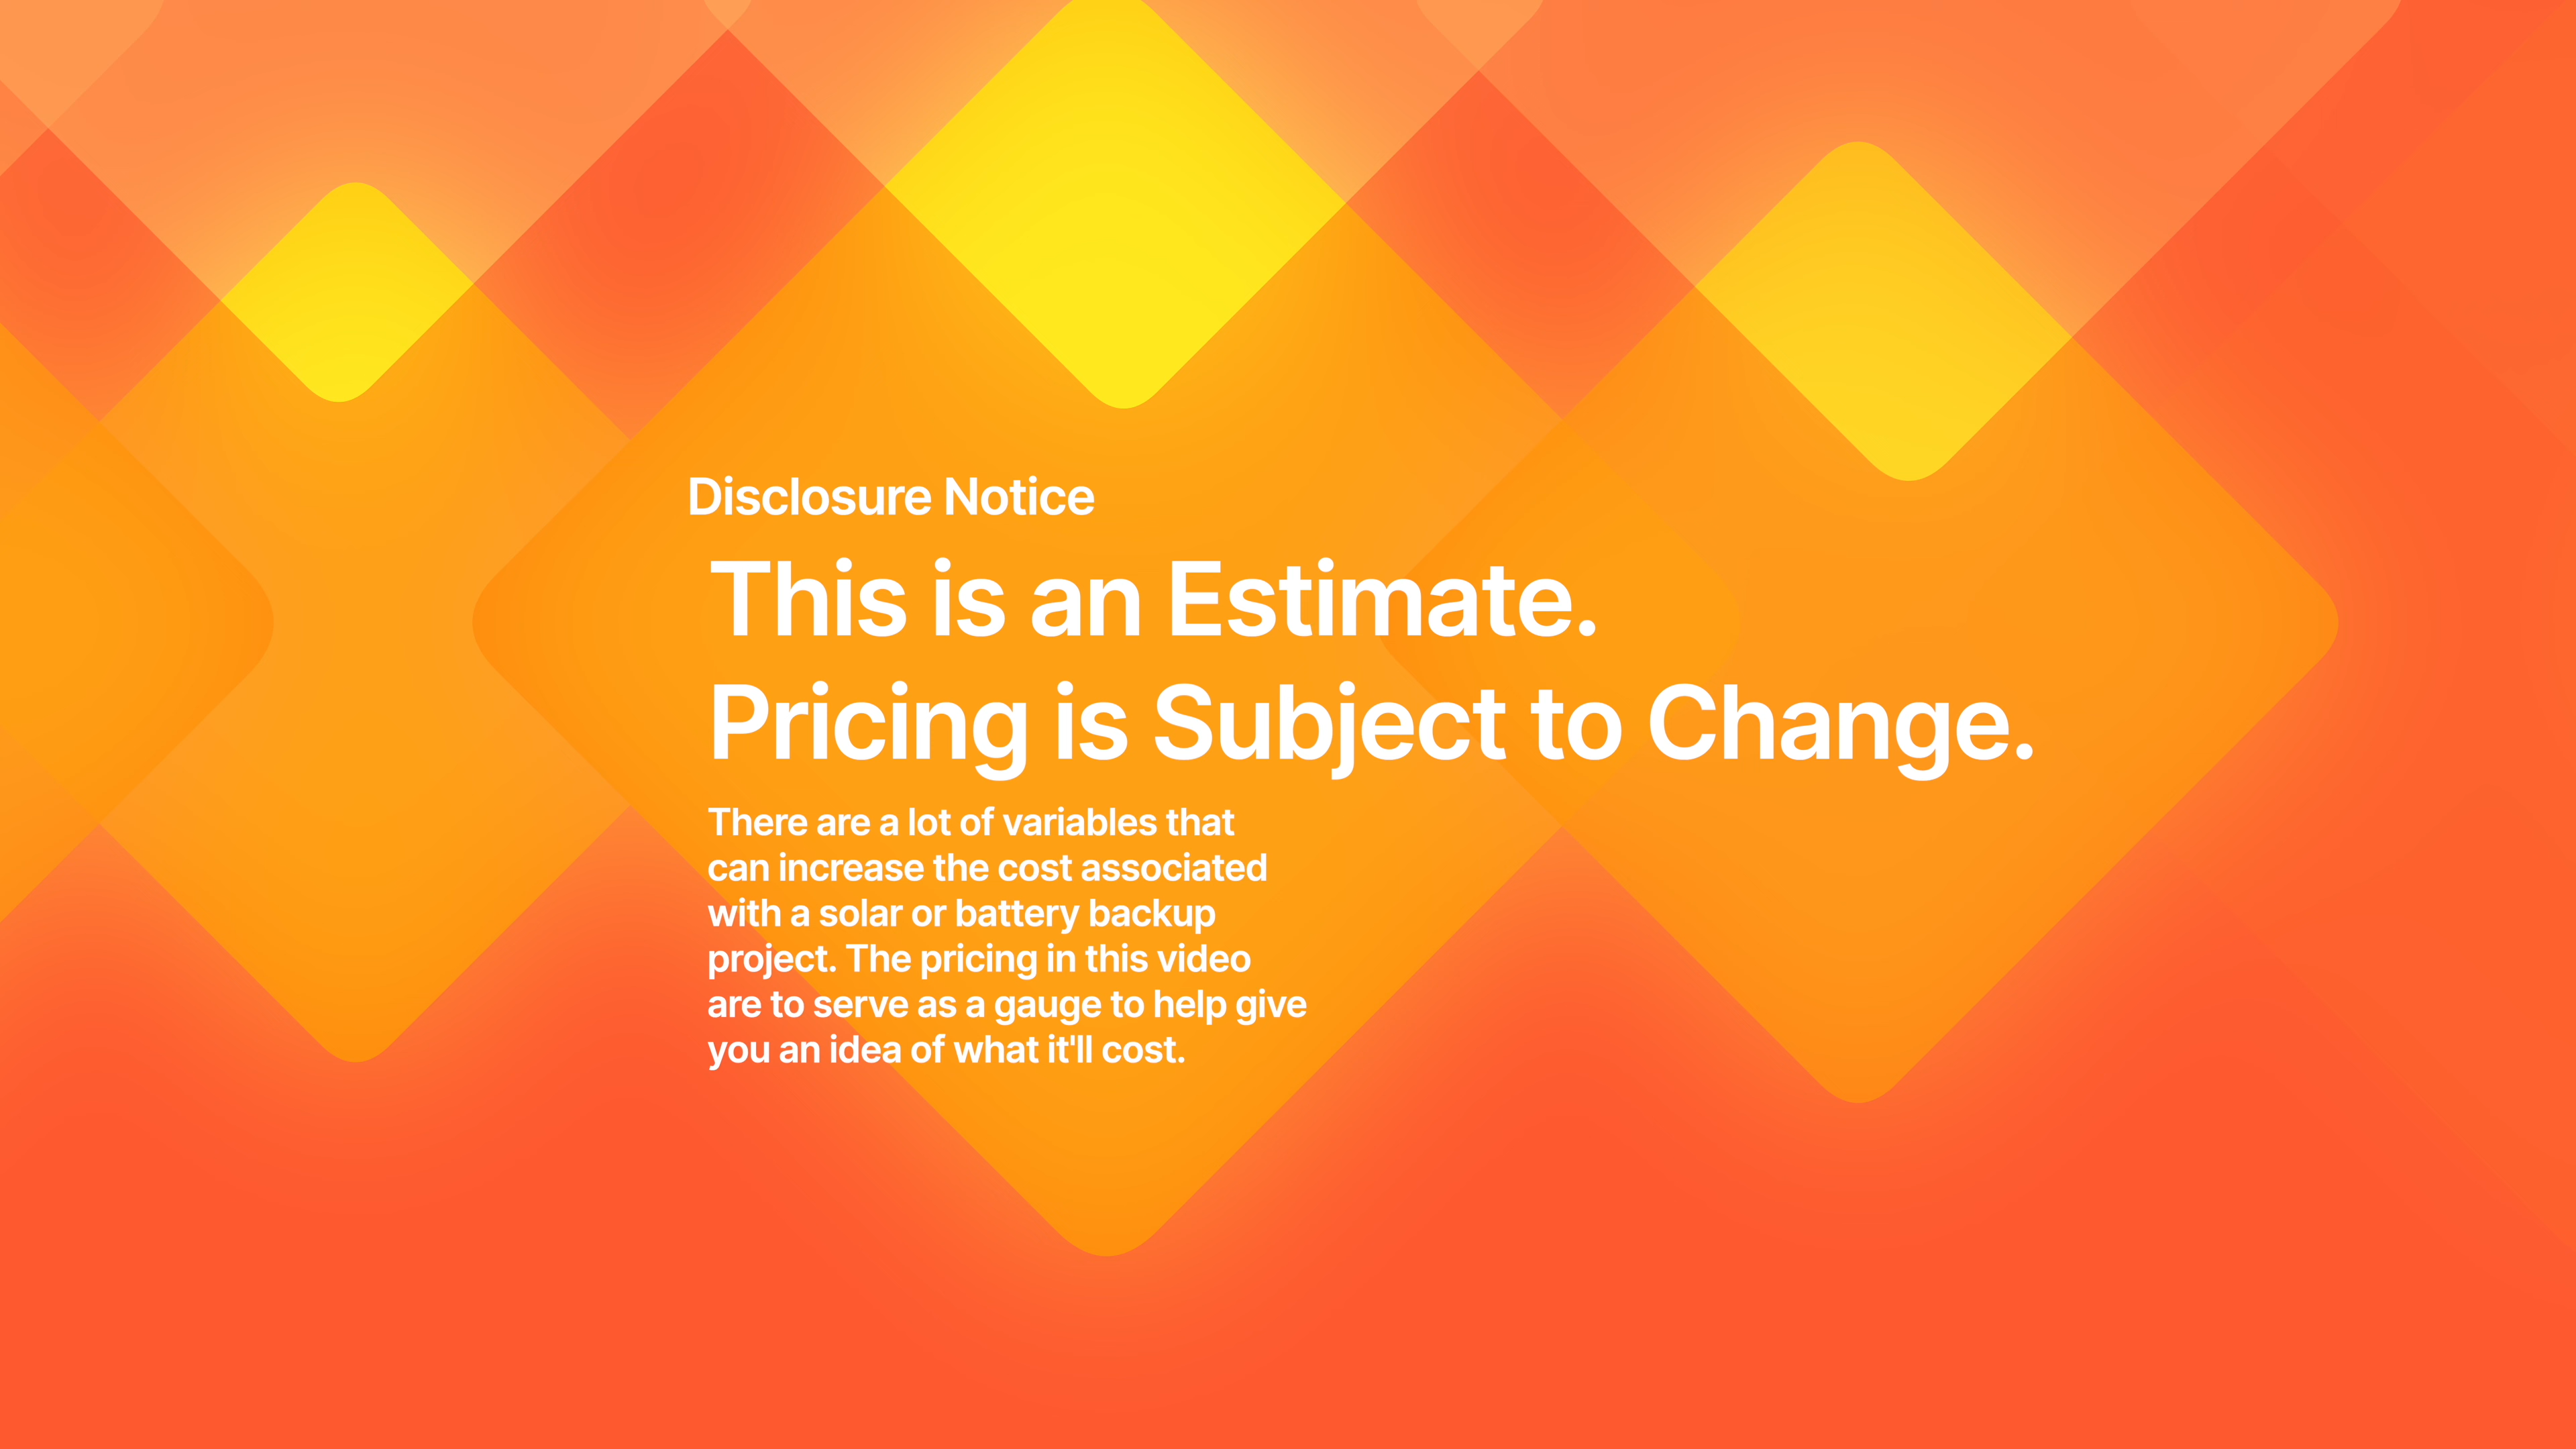 Disclosure Notice
This is an Estimate.
Pricing is Subject to Change.
There are a lot of variables that
can increase the cost associated
with a solar or battery backup
project. The pricing in this video
are to serve as a gauge to help give
you an idea of what it'll cost.